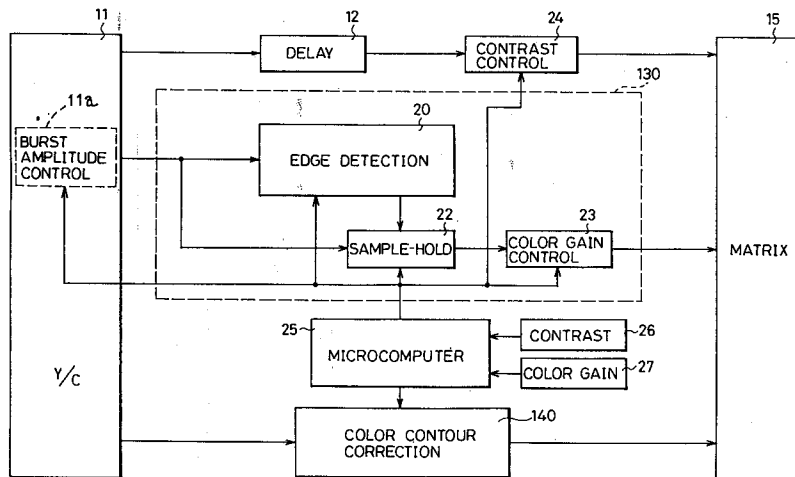 11
12
24
15
DELAY
CONTRAST
CONTROL
130
11a
20
BURST
AMPLITUDE
CONTROL
EDGE DETECTION
22
23
SAMPLE-HOLD
COLOR GAIN
CONTROL
MATRIX
25
MICROCOMPUTER
CONTRAST
26
COLOR GAIN
27
Y/C
140
COLOR CONTOUR
CORRECTION